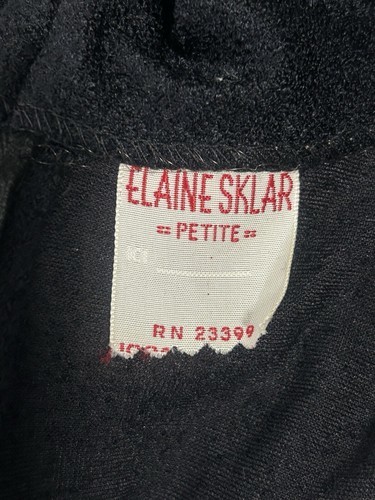 ELAINE SKLAR
= PETITE =
RN 23399